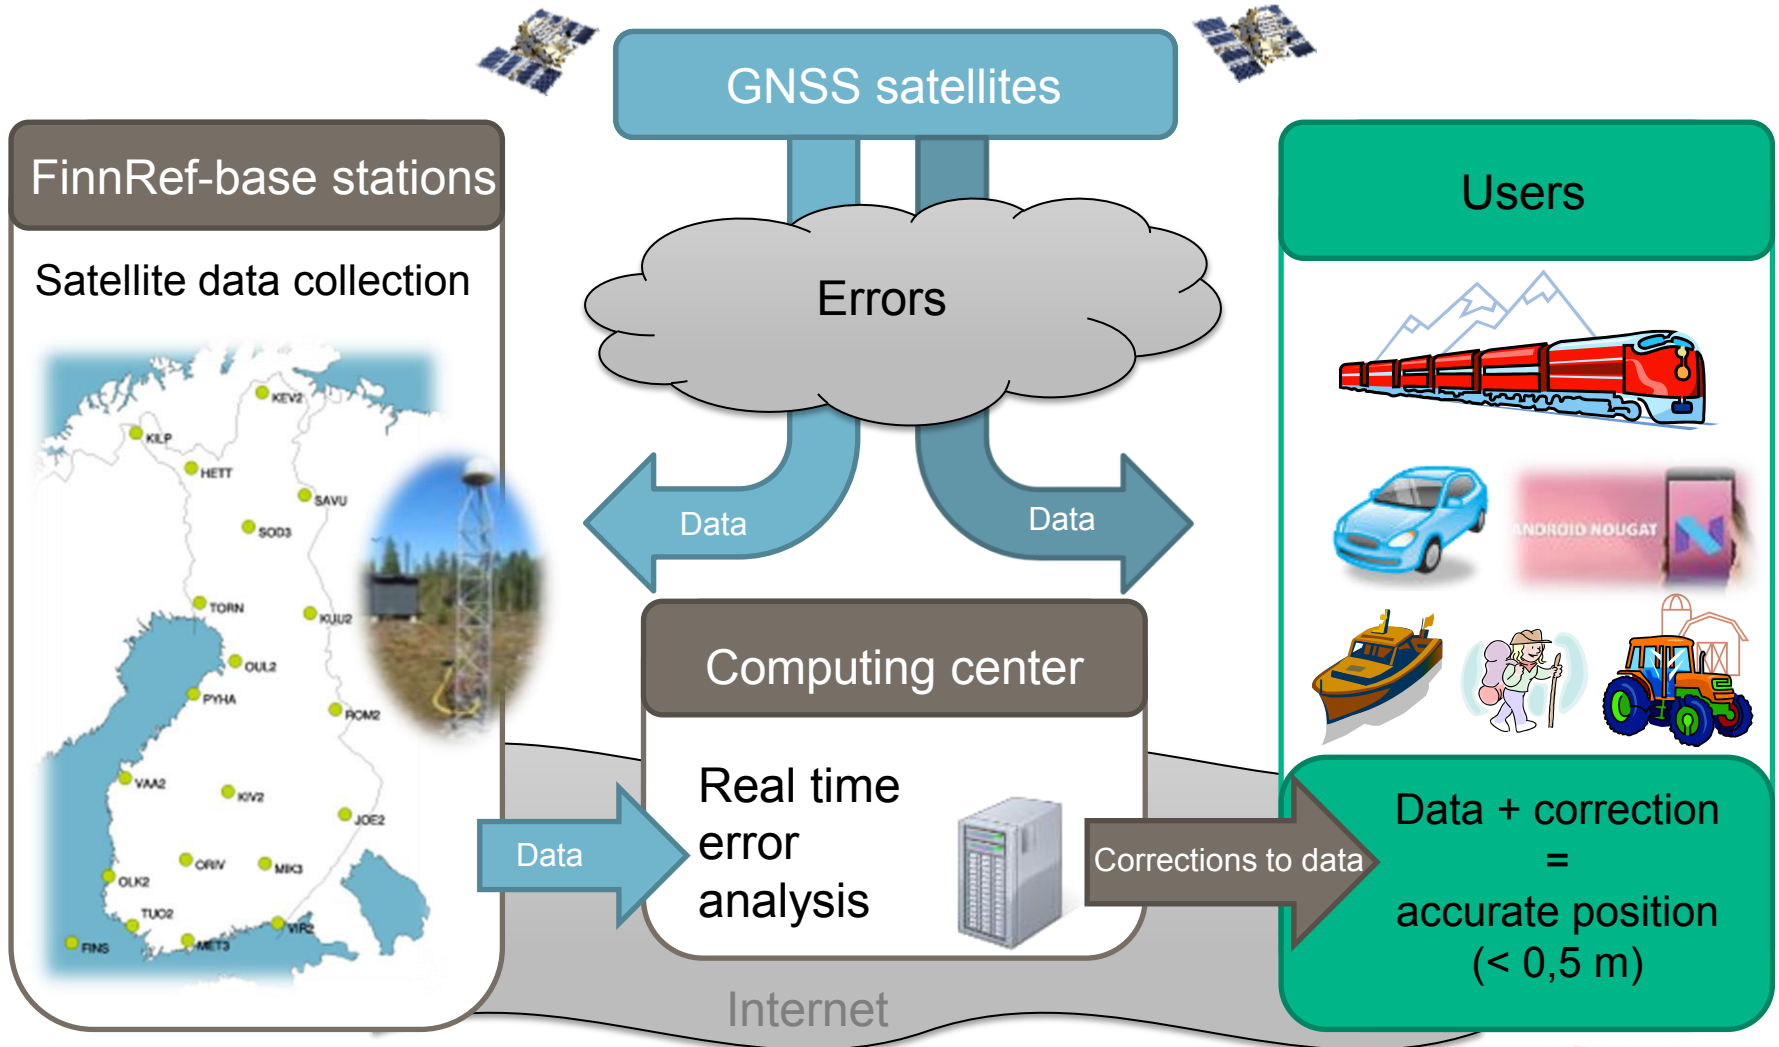 GNSS satellites
FinnRef-base stations
Satellite data collection
KEV2
KILP
HETT
SAVU
SOD3
TORN
KUU2
OUL2
PYHA
ROM2
VAA2
KIV2
JOE2
ORIV
MIK3
OLK2
TUO2
VIR2
FINS
MET3
Errors
Data
Data
Users
ANDROID NOUGAT
Computing center
Real time
error
analysis
Data
Corrections to data
Data + correction
=
accurate position
(< 0,5 m)
Internet